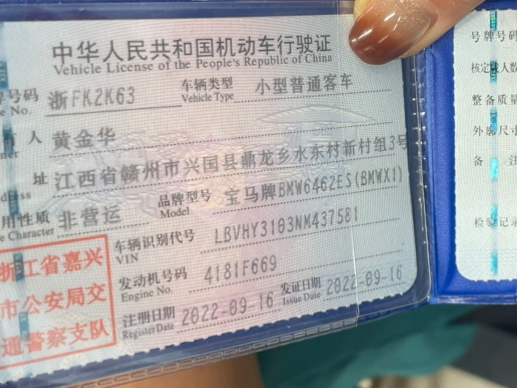 中华人民共和国机动车行驶证
Vehicle License of the People's Republic of China
号码 浙FK2K63 车辆类型 小型普通客车
e No. Vehicle Type
人 黄金华
址 江西省赣州市兴国县鼎龙乡水东村新村组3号
用性质 非营运 品牌型号 宝马牌BMW6462ES(BMWX1)
e Character Model
车辆识别代号 LBVHY3103NM437581
VIN
发动机号码 4181F669
Engine No.
注册日期 2022-09-16 发证日期 2022-09-16
Register Date Issue Date
浙江省嘉兴
市公安局交
通警察支队
号牌号码
核定载人数
整备质量
外廓尺寸
备 注
检验记录